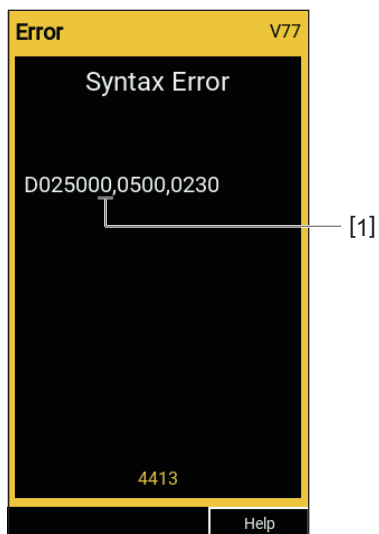 Error V77
Syntax Error
D025000,0500,0230
[1]
4413
Help